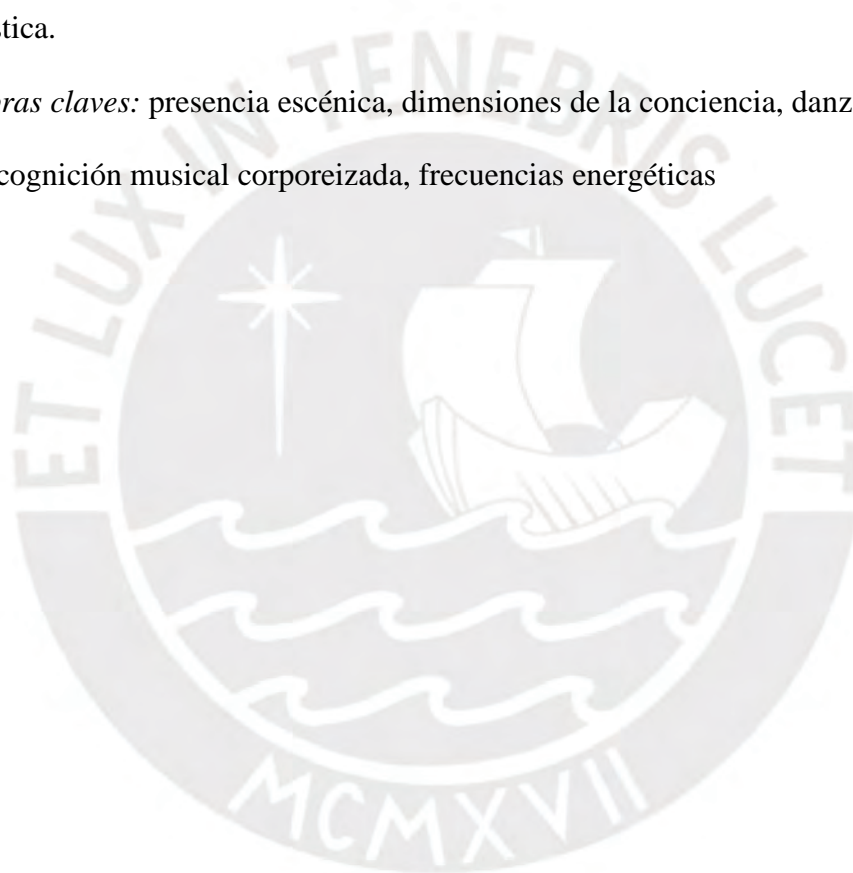 stica.
bras claves: presencia escénica, dimensiones de la conciencia, danz
cognición musical corporeizada, frecuencias energéticas
ET LUX IN TENEBRIS LUCET
MCMXVII